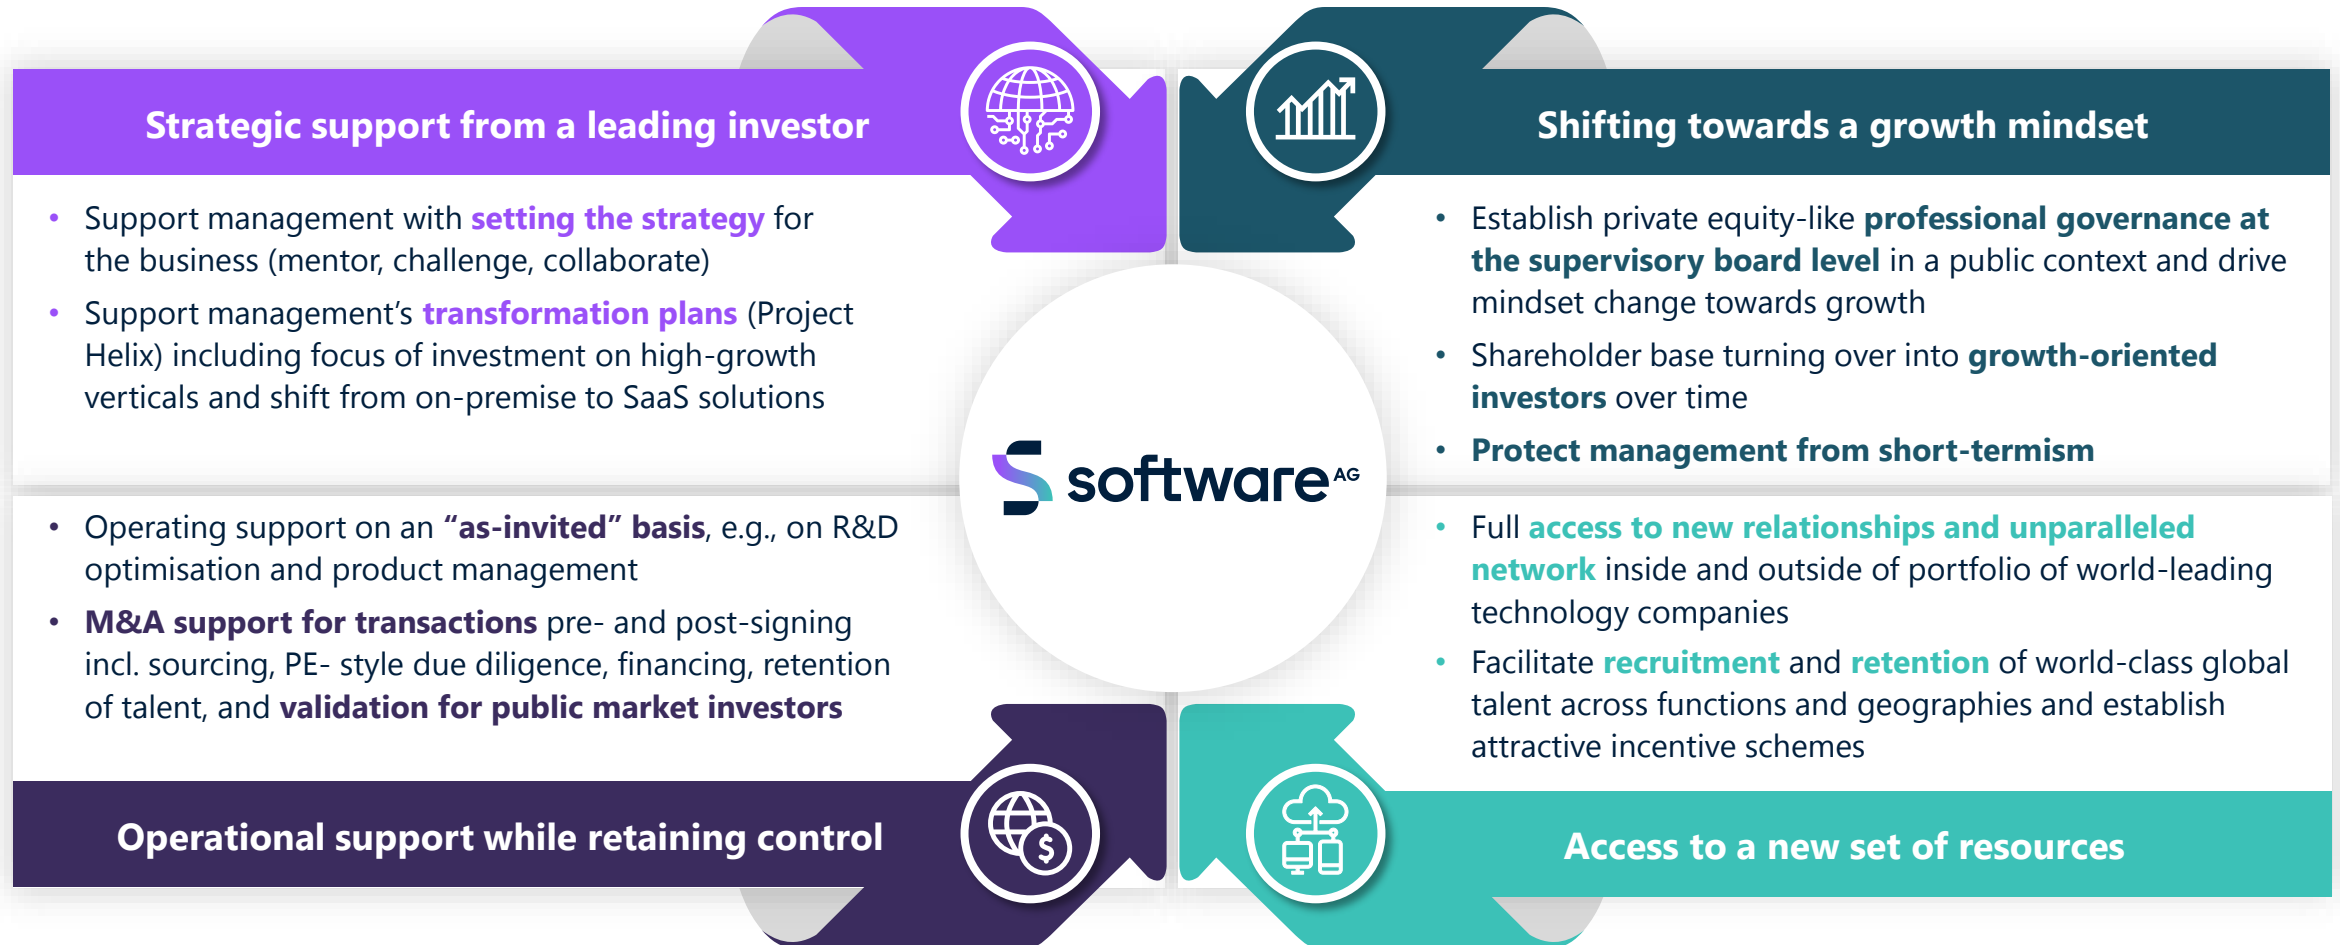 Strategic support from a leading investor
• Support management with setting the strategy for
the business (mentor, challenge, collaborate)
• Support management’s transformation plans (Project
Helix) including focus of investment on high-growth
verticals and shift from on-premise to SaaS solutions
Shifting towards a growth mindset
• Establish private equity-like professional governance at
the supervisory board level in a public context and drive
mindset change towards growth
• Shareholder base turning over into growth-oriented
investors over time
• Protect management from short-termism
software AG
• Operating support on an “as-invited” basis, e.g., on R&D
optimisation and product management
• M&A support for transactions pre- and post-signing
incl. sourcing, PE- style due diligence, financing, retention
of talent, and validation for public market investors
$
Operational support while retaining control
• Full access to new relationships and unparalleled
network inside and outside of portfolio of world-leading
technology companies
• Facilitate recruitment and retention of world-class global
talent across functions and geographies and establish
attractive incentive schemes
Access to a new set of resources